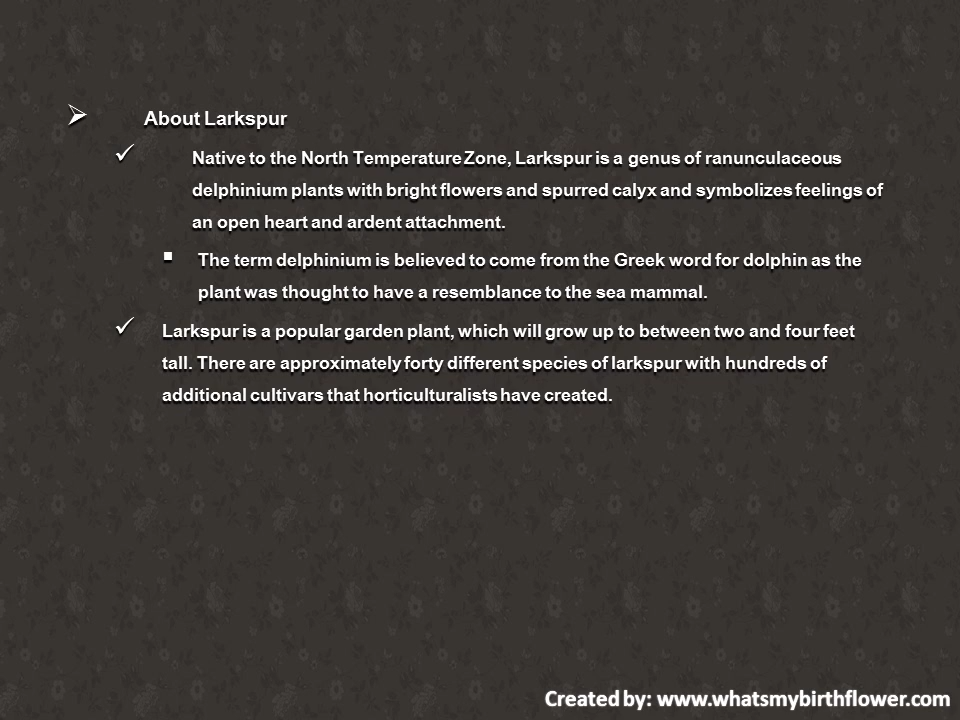 About Larkspur
Native to the North Temperature Zone, Larkspur is a genus of ranunculaceous
delphinium plants with bright flowers and spurred calyx and symbolizes feelings of
an open heart and ardent attachment.
The term delphinium is believed to come from the Greek word for dolphin as the
plant was thought to have a resemblance to the sea mammal.
Larkspur is a popular garden plant, which will grow up to between two and four feet
tall. There are approximately forty different species of larkspur with hundreds of
additional cultivars that horticulturalists have created.
Created by: www.whatsmybirthflower.com